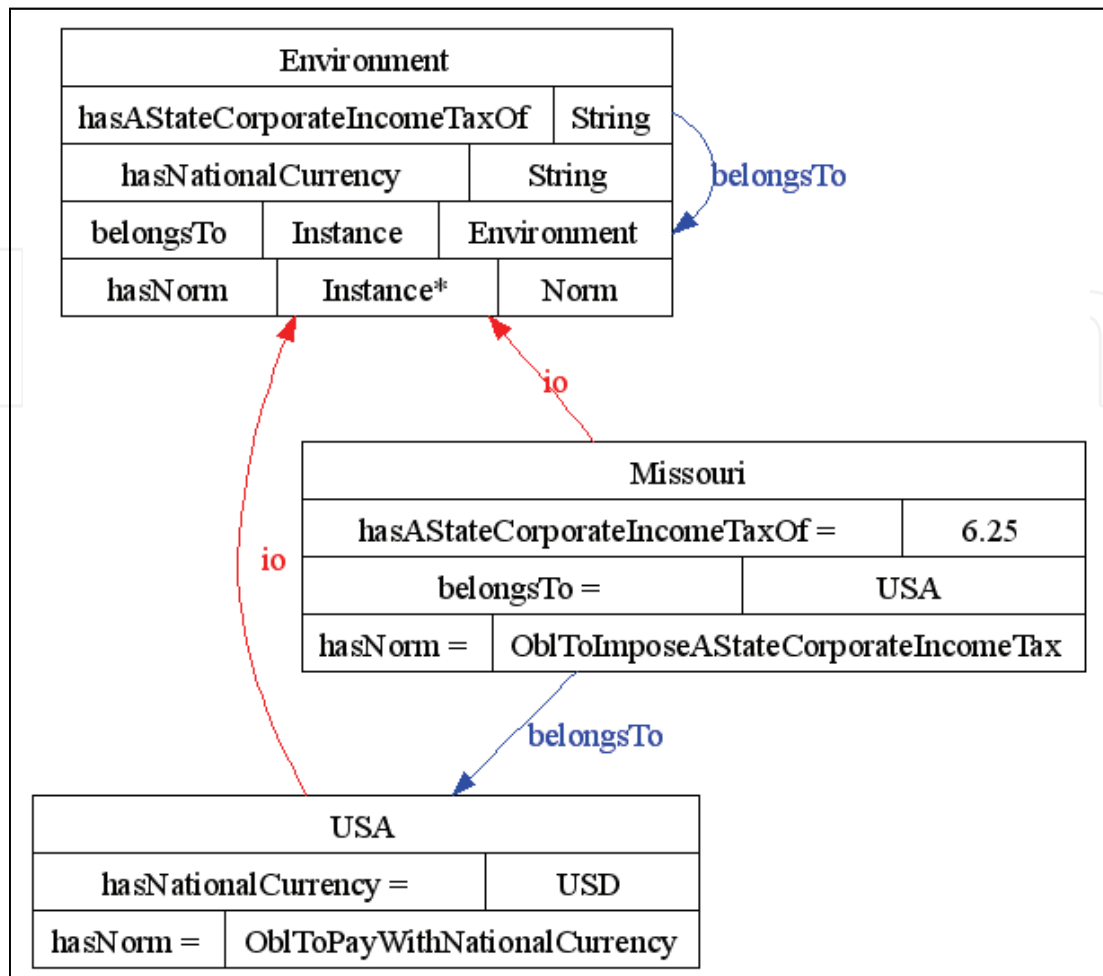 Environment
hasAStateCorporateIncomeTaxOf String
hasNationalCurrency String
belongsTo Instance Environment
hasNorm Instance* Norm
belongsTo
io
io
Missouri
hasAStateCorporateIncomeTaxOf = 6.25
belongsTo = USA
hasNorm = OblToImposeAStateCorporateIncomeTax
belongsTo
USA
hasNationalCurrency = USD
hasNorm = OblToPayWithNationalCurrency